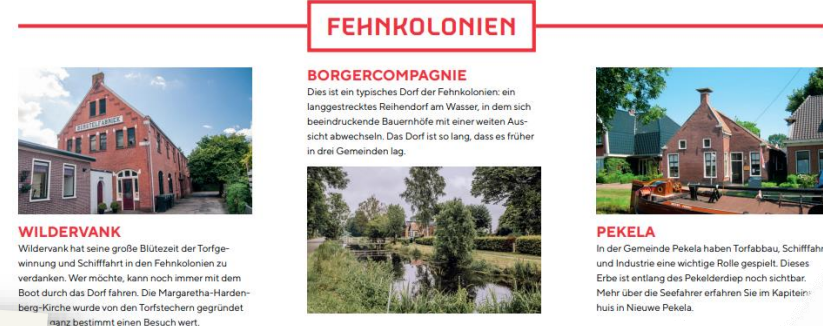 FEHNKOLONIEN
BORSTELFABRIEK
WILDERVANK
Wildervank hat seine große Blütezeit der Torfge-
winnung und Schifffahrt in den Fehnkolonien zu
verdanken. Wer möchte, kann noch immer mit dem
Boot durch das Dorf fahren. Die Margaretha-Harden-
berg-Kirche wurde von den Torfstechern gegründet
ganz bestimmt einen Besuch wert.
BORGERCOMPAGNIE
Dies ist ein typisches Dorf der Fehnkolonien: ein
langgestrecktes Reihendorf am Wasser, in dem sich
beeindruckende Bauernhöfe mit einer weiten Aus-
sicht abwechseln. Das Dorf ist so lang, dass es früher
in drei Gemeinden lag.
PEKELA
In der Gemeinde Pekela haben Torfabbau, Schifffahr
und Industrie eine wichtige Rolle gespielt. Dieses
Erbe ist entlang des Pekelderdiep noch sichtbar.
Mehr über die Seefahrer erfahren Sie im Kapiteins
huis in Nieuwe Pekela.